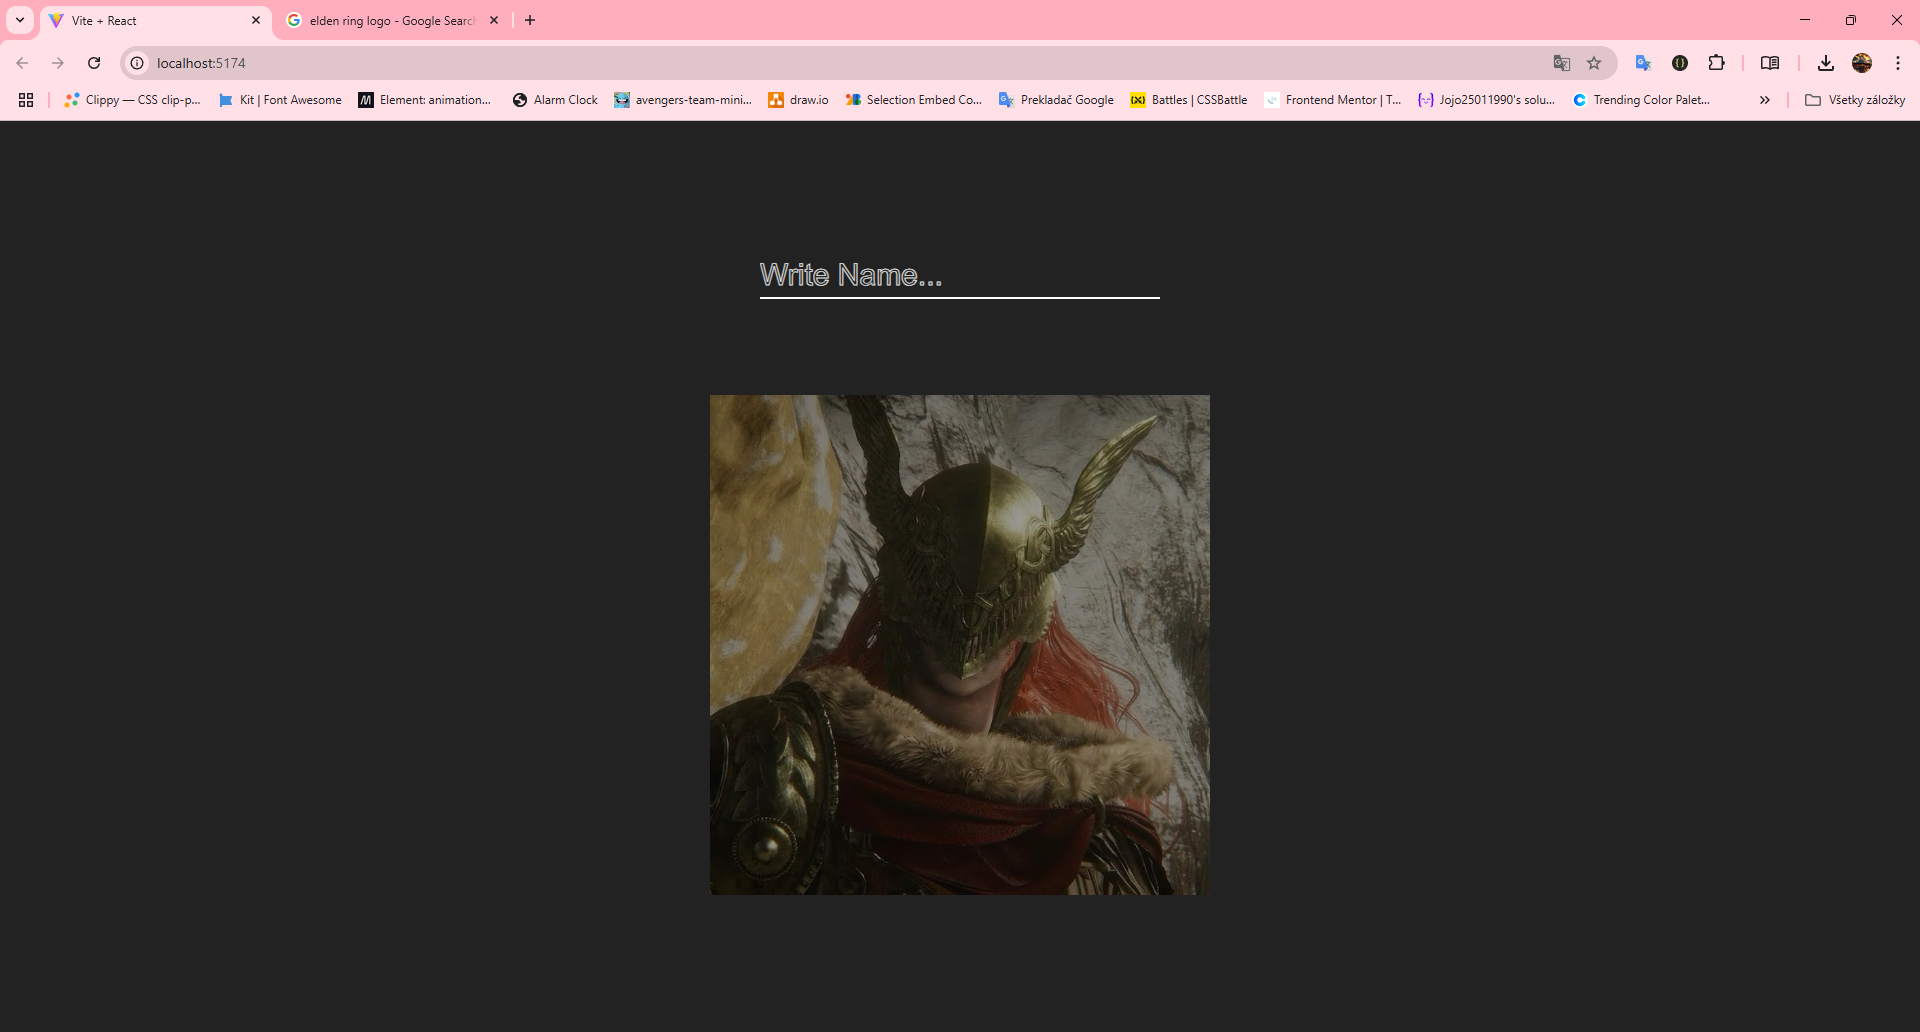 Vite + React
elden ring logo - Google Searc
localhost:5174
Clippy — CSS clip-p...
Kit | Font Awesome
Element: animation...
Alarm Clock
avengers-team-mini...
draw.io
Selection Embed Co...
Prekladač Google
Battles | CSSBattle
Frontend Mentor | T...
Jojo25011990's solu...
Trending Color Palet...
Všetky záložky
Write Name...